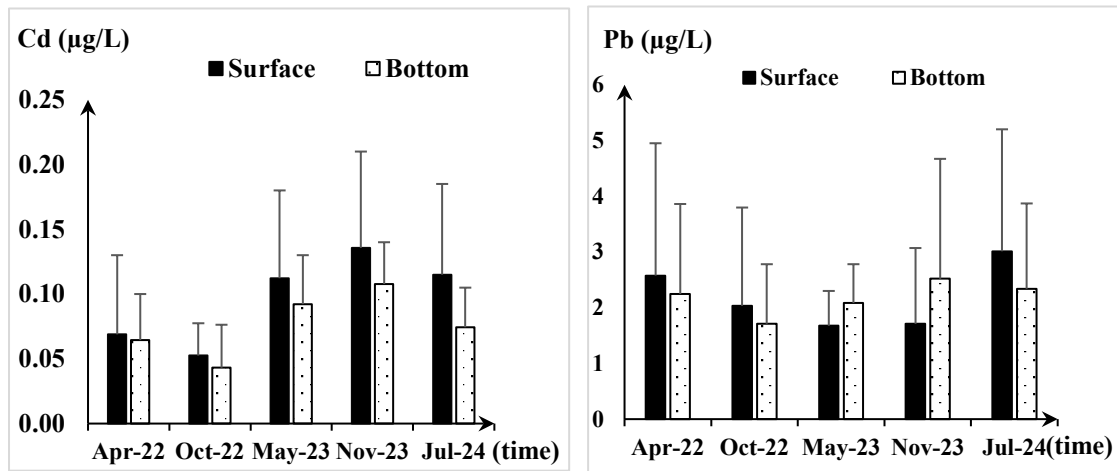 Cd (µg/L)
Surface Bottom
0.25
0.20
0.15
0.10
0.05
0.00
Apr-22 Oct-22 May-23 Nov-23 Jul-24 (time)
Pb (µg/L)
Surface Bottom
6
5
4
3
2
1
0
Apr-22 Oct-22 May-23 Nov-23 Jul-24 (time)